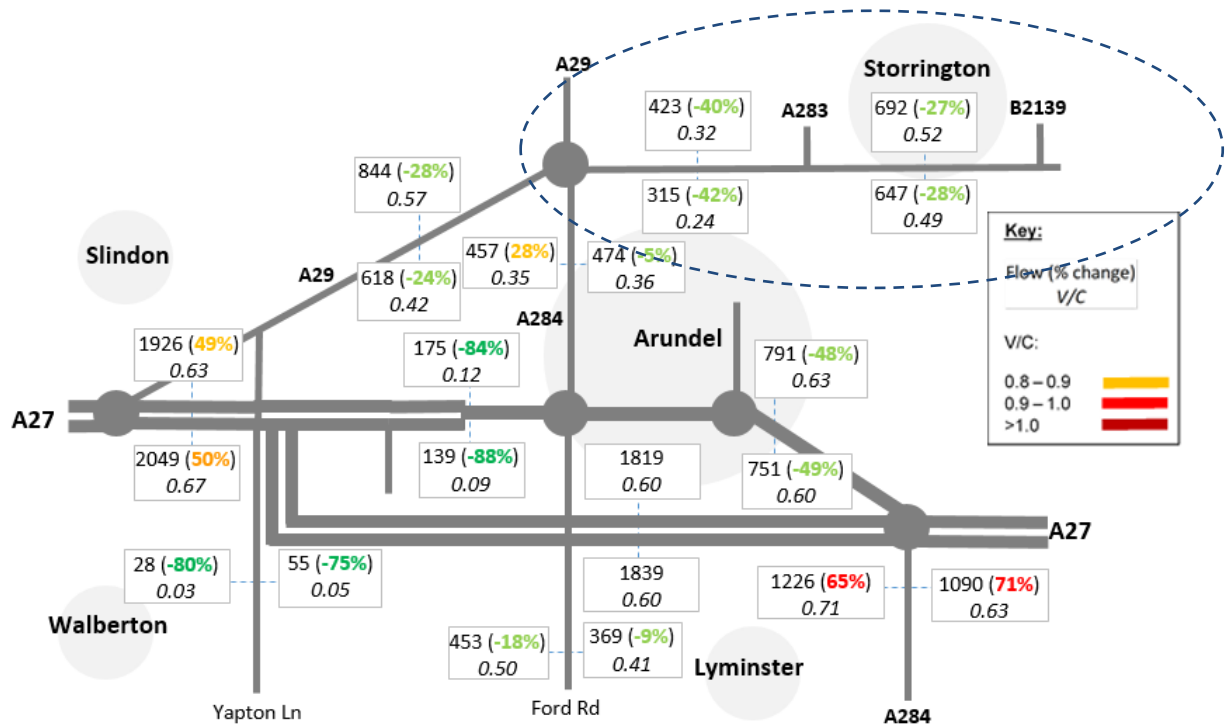 A29
Storrington
423 (-40%)
0.32
A283
692 (-27%)
0.52
B2139
844 (-28%)
0.57
315 (-42%)
0.24
647 (-28%)
0.49
Key:
Flow (% change)
V/C
V/C:
0.8 – 0.9
0.9 – 1.0
>1.0
Slindon
A29
457 (28%)
0.35
474 (-5%)
0.36
618 (-24%)
0.42
A284
Arundel
1926 (49%)
0.63
175 (-84%)
0.12
791 (-48%)
0.63
A27
2049 (50%)
0.67
139 (-88%)
0.09
1819
0.60
751 (-49%)
0.60
A27
28 (-80%)
0.03
55 (-75%)
0.05
1839
0.60
1226 (65%)
0.71
1090 (71%)
0.63
Walberton
453 (-18%)
0.50
369 (-9%)
0.41
Lyminster
Yapton Ln
Ford Rd
A284